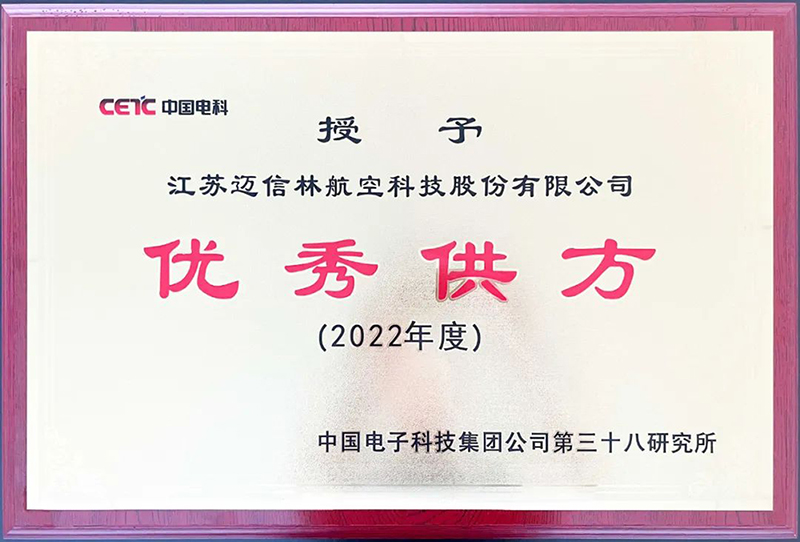 CETC 中国电科
授 予
江苏迈信林航空科技股份有限公司
优秀供方
(2022年度)
中国电子科技集团公司第三十八研究所